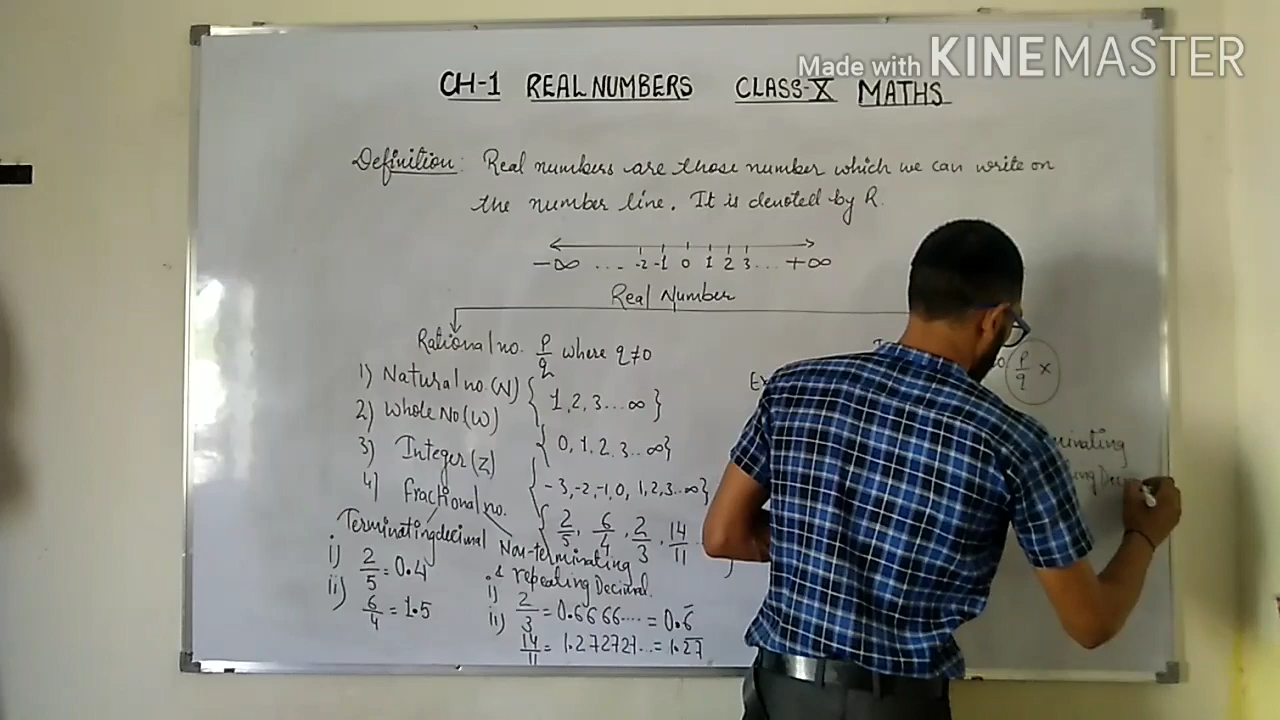 Made with KINEMASTER
CH-1 REAL NUMBERS CLASS-X MATHS
Definition: Real numbers are those number which we can write on
the number line. It is denoted by R.
-∞ ... -2 -1 0 1 2 3... +∞
Real Number
Rational no. P/q where q≠0
P/q ×
1) Natural no. (N) { 1, 2, 3 ... ∞ }
2) Whole No (W) { 0, 1, 2, 3 ... ∞ }
3) Integer (Z) { -3, -2, -1, 0, 1, 2, 3 .. ∞ }
4) fractional no. { 2/5, 6/4, 2/3, 14/11
Terminating decimal
i) 2/5 = 0.4
ii) 6/4 = 1.5
Non-terminating
& repeating Decimal.
i) 2/3 = 0.6666.... = 0.6̄
ii) 14/11 = 1.272727.. = 1.2̅7̅